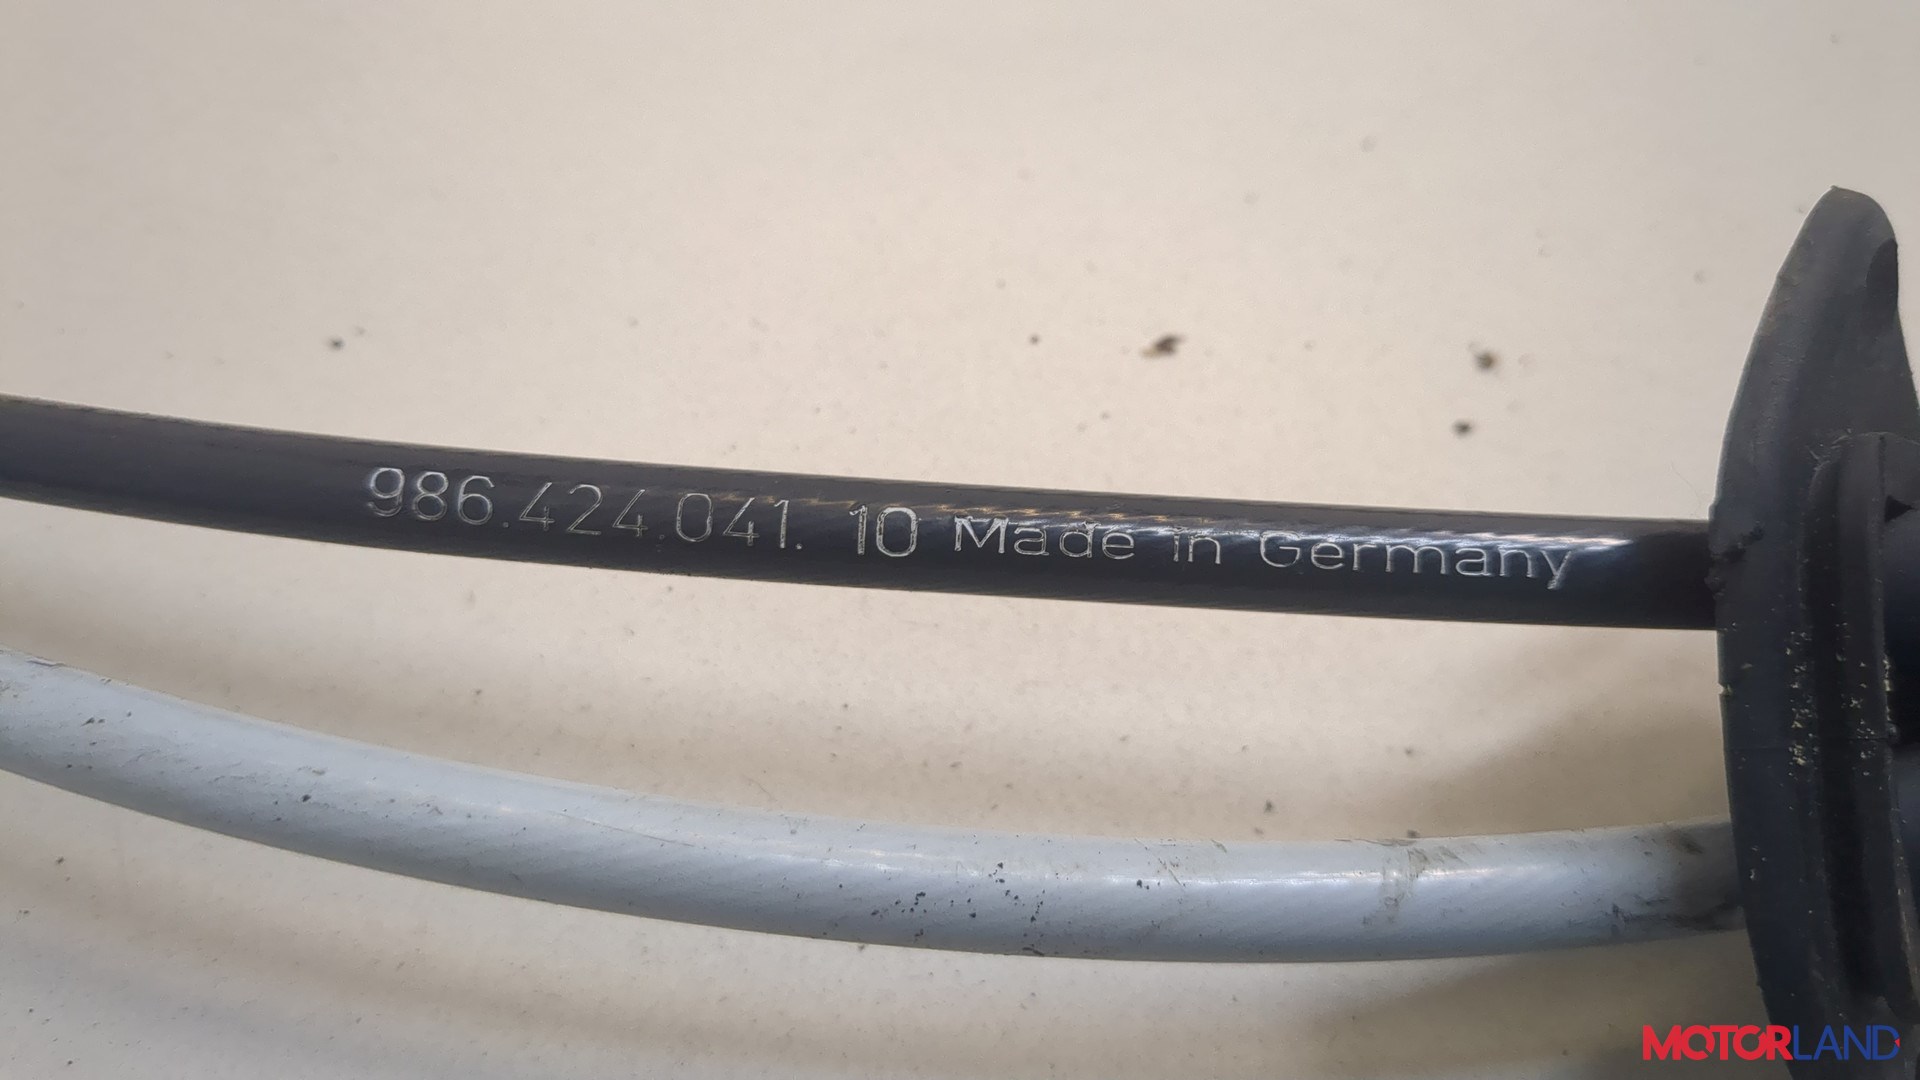 986.424.041. 10 Made in Germany
MOTORLAND